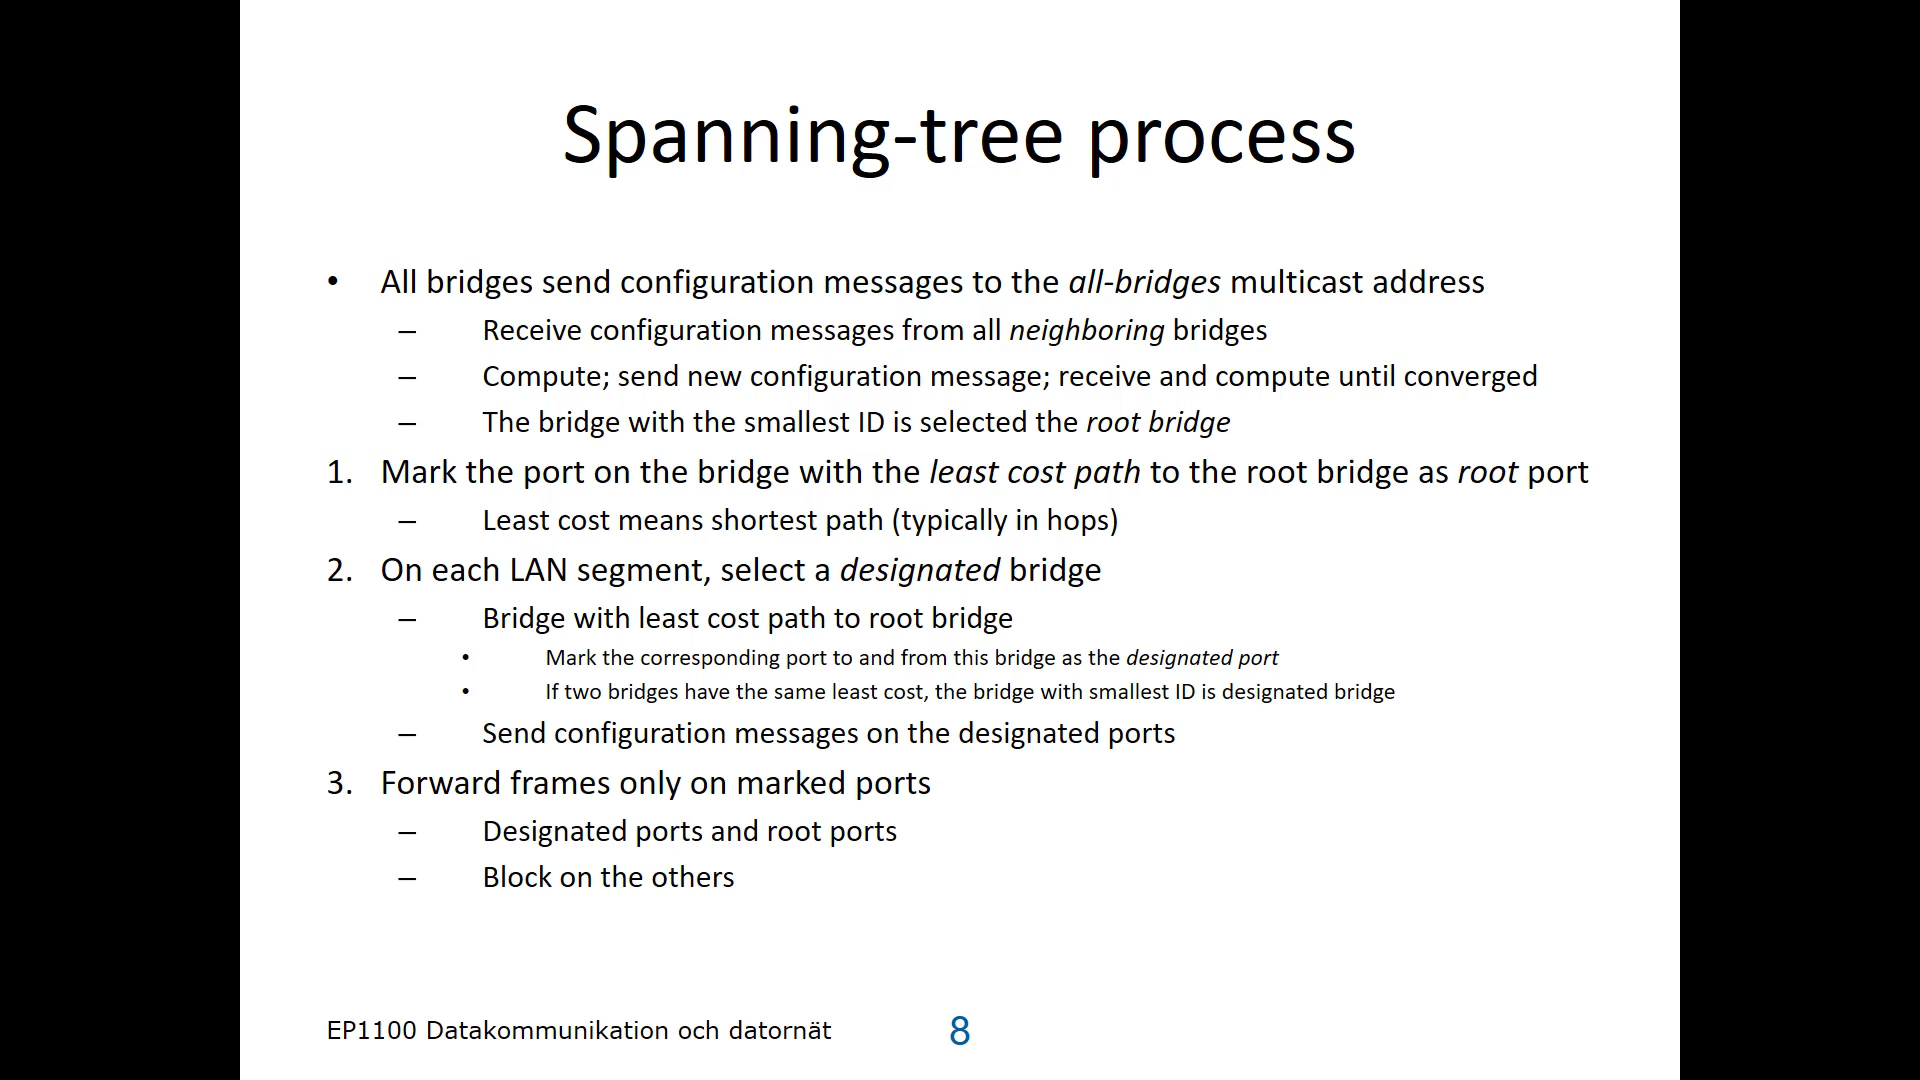 Spanning-tree process
• All bridges send configuration messages to the all-bridges multicast address
– Receive configuration messages from all neighboring bridges
– Compute; send new configuration message; receive and compute until converged
– The bridge with the smallest ID is selected the root bridge
1. Mark the port on the bridge with the least cost path to the root bridge as root port
– Least cost means shortest path (typically in hops)
2. On each LAN segment, select a designated bridge
– Bridge with least cost path to root bridge
• Mark the corresponding port to and from this bridge as the designated port
• If two bridges have the same least cost, the bridge with smallest ID is designated bridge
– Send configuration messages on the designated ports
3. Forward frames only on marked ports
– Designated ports and root ports
– Block on the others
EP1100 Datakommunikation och datornät 8